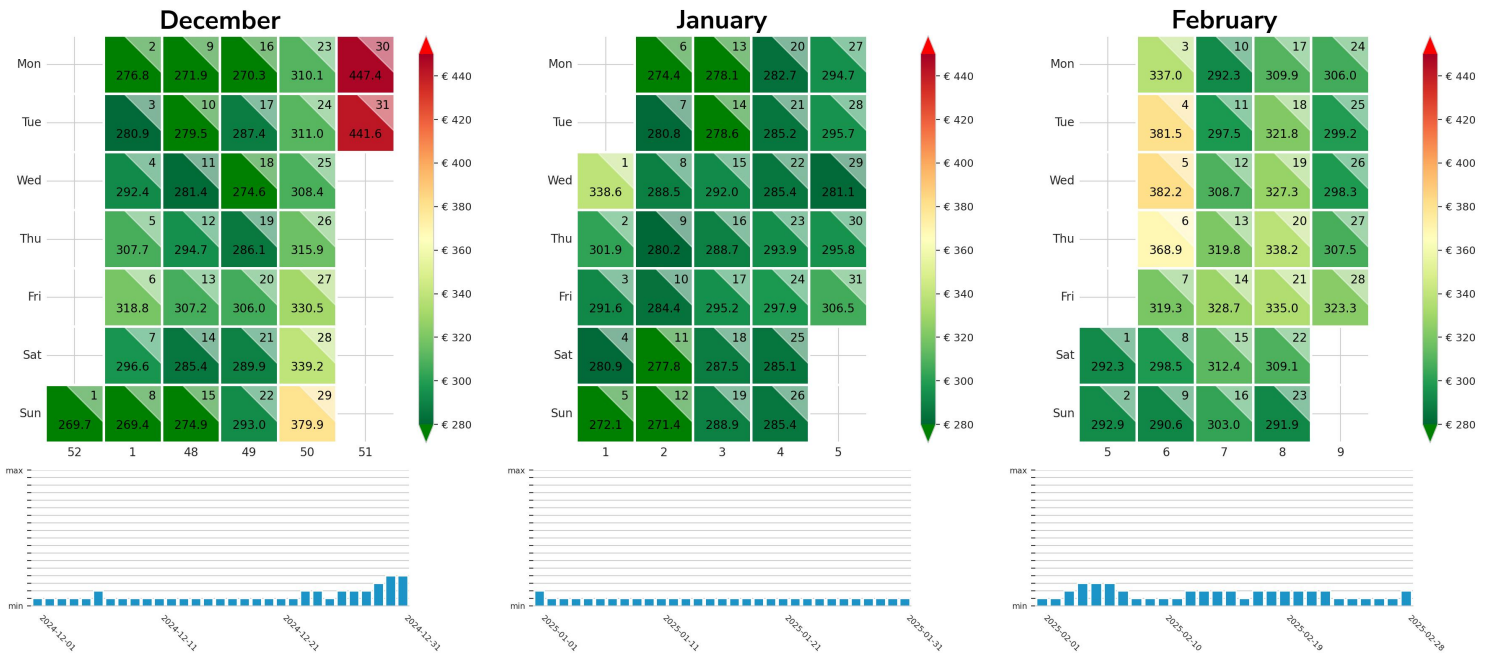 December January February
Mon 2 276.8 9 271.9 16 270.3 23 310.1 30 447.4 € 440
Tue 3 280.9 10 279.5 17 287.4 24 311.0 31 441.6 € 420
€ 400
Wed 4 292.4 11 281.4 18 274.6 25 308.4 € 380
Thu 5 307.7 12 294.7 19 286.1 26 315.9 € 360
Fri 6 318.8 13 307.2 20 306.0 27 330.5 € 340
€ 320
Sat 7 296.6 14 285.4 21 289.9 28 339.2 € 300
Sun 1 269.7 8 269.4 15 274.9 22 293.0 29 379.9 € 280
52 1 48 49 50 51
Mon 6 274.4 13 278.1 20 282.7 27 294.7 € 440
Tue 7 280.8 14 278.6 21 285.2 28 295.7 € 420
€ 400
Wed 1 338.6 8 288.5 15 292.0 22 285.4 29 281.1 € 380
Thu 2 301.9 9 280.2 16 288.7 23 293.9 30 295.8 € 360
Fri 3 291.6 10 284.4 17 295.2 24 297.9 31 306.5 € 340
€ 320
Sat 4 280.9 11 277.8 18 287.5 25 285.1 € 300
Sun 5 272.1 12 271.4 19 288.9 26 285.4 € 280
1 2 3 4 5
Mon 3 337.0 10 292.3 17 309.9 24 306.0 € 440
Tue 4 381.5 11 297.5 18 321.8 25 299.2 € 420
€ 400
Wed 5 382.2 12 308.7 19 327.3 26 298.3 € 380
Thu 6 368.9 13 319.8 20 338.2 27 307.5 € 360
Fri 7 319.3 14 328.7 21 335.0 28 323.3 € 340
€ 320
Sat 1 292.3 8 298.5 15 312.4 22 309.1 € 300
Sun 2 292.9 9 290.6 16 303.0 23 291.9 € 280
5 6 7 8 9
max max max
min min min
2024-12-01 2024-12-11 2024-12-21 2024-12-31
2025-01-01 2025-01-11 2025-01-21 2025-01-31
2025-02-01 2025-02-10 2025-02-19 2025-02-28